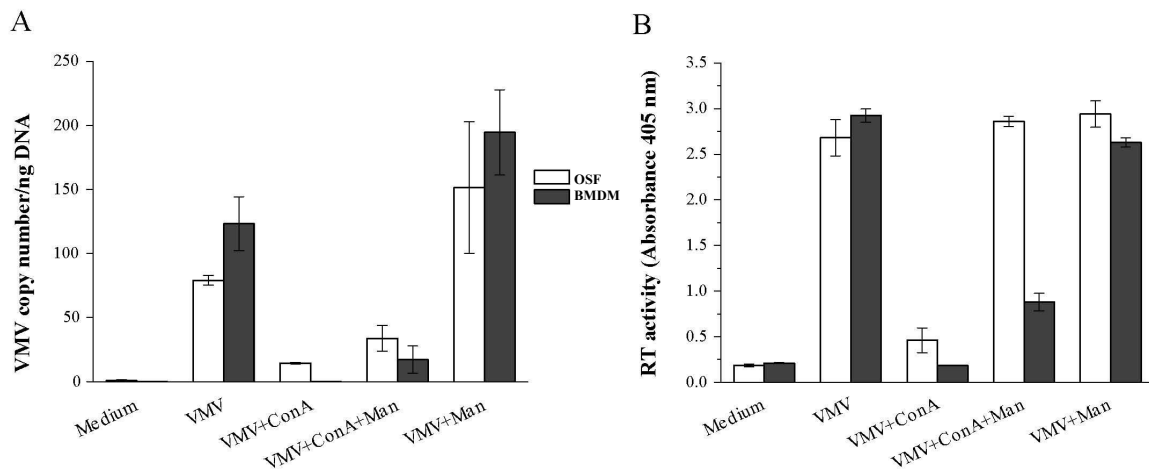 A
VMV copy number/ng DNA
250
200
150
100
50
0
Medium
VMV
VMV+ConA
VMV+ConA+Man
VMV+Man
OSF
BMDM
B
RT activity (Absorbance 405 nm)
3.5
3.0
2.5
2.0
1.5
1.0
0.5
0.0
Medium
VMV
VMV+ConA
VMV+ConA+Man
VMV+Man